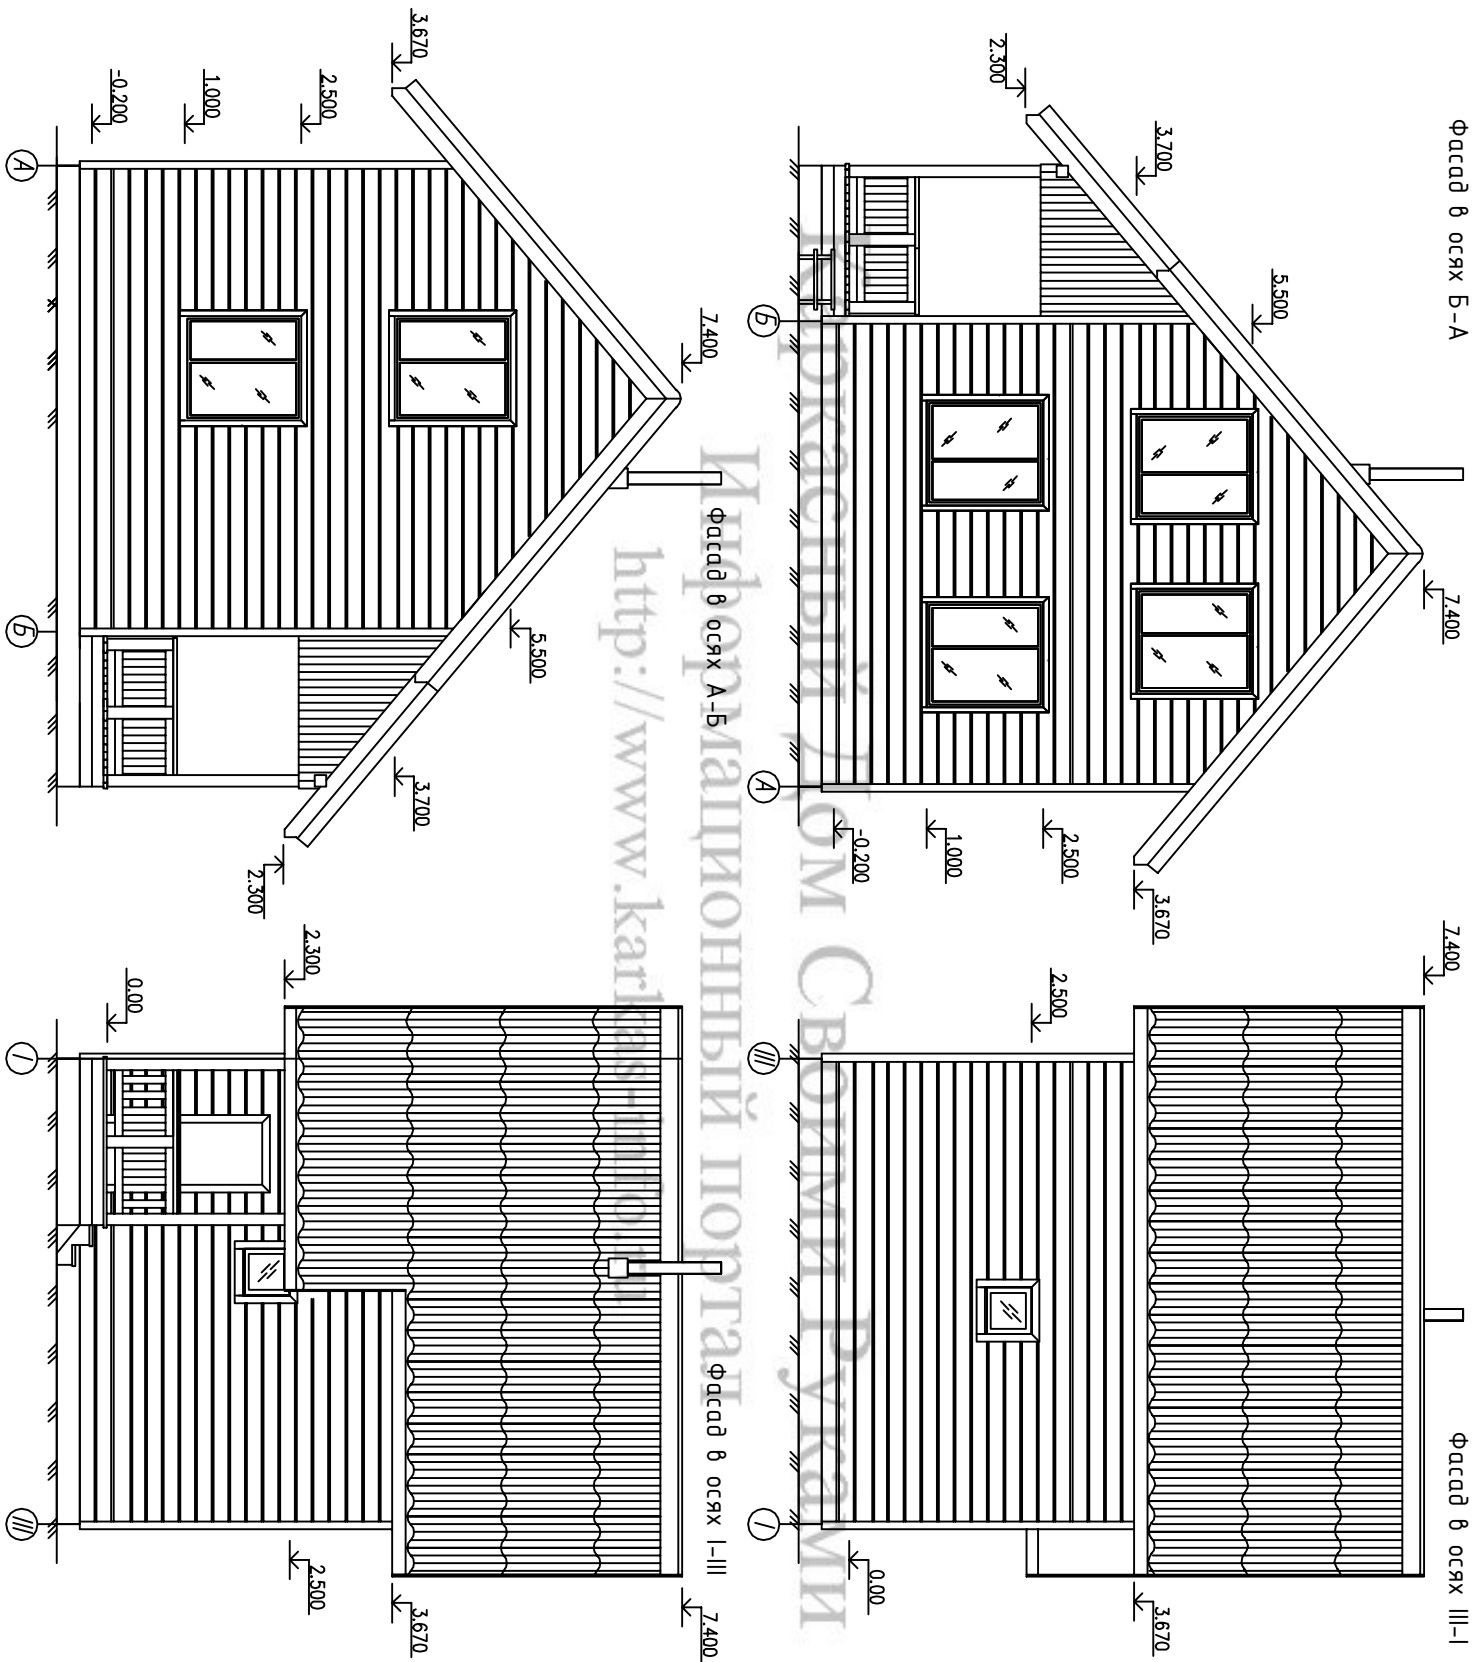 Фасад в осях Б-А
2.300
3.700
5.500
7.400
3.670
2.500
1.000
-0.200
Б
А
Фасад в осях III-I
7.400
2.500
3.670
0.00
III
I
Фасад в осях А-Б
3.670
2.500
1.000
-0.200
7.400
5.500
3.700
2.300
А
Б
Фасад в осях I-III
2.300
0.00
7.400
3.670
2.500
I
III
Каркасный Дом Своими Руками
Информационный портал
http://www.karkas-info.ru